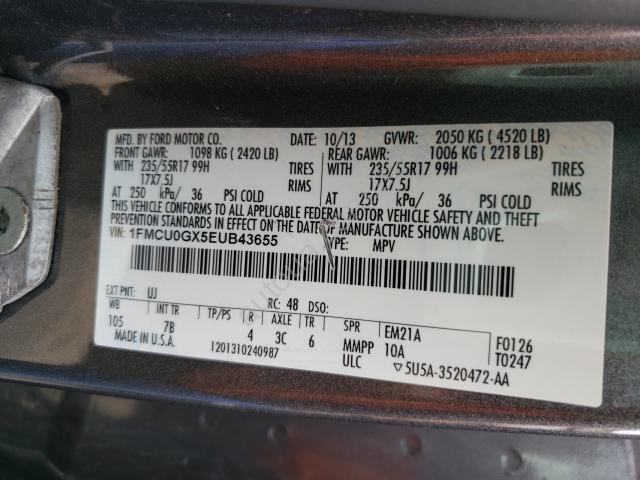 MFD. BY FORD MOTOR CO. DATE: 10/13 GVWR: 2050 KG ( 4520 LB)
FRONT GAWR: 1098 KG ( 2420 LB) REAR GAWR: 1006 KG ( 2218 LB)
WITH 235/55R17 99H TIRES WITH 235/55R17 99H TIRES
17X7.5J RIMS 17X7.5J RIMS
AT 250 kPa/ 36 PSI COLD AT 250 kPa/ 36 PSI COLD
THIS VEHICLE CONFORMS TO ALL APPLICABLE FEDERAL MOTOR VEHICLE SAFETY AND THEFT
PREVENTION STANDARDS IN EFFECT ON THE DATE OF MANUFACTURE SHOWN ABOVE.
VIN: 1FMCU0GX5EUB43655 TYPE: MPV
EXT PNT: UJ RC: 48 DSO:
WB INT TR TP/PS R AXLE TR SPR EM21A F0126
105 7B 4 3C 6 MMPP 10A T0247
MADE IN U.S.A. 1201310240987 ULC ▽5U5A-3520472-AA